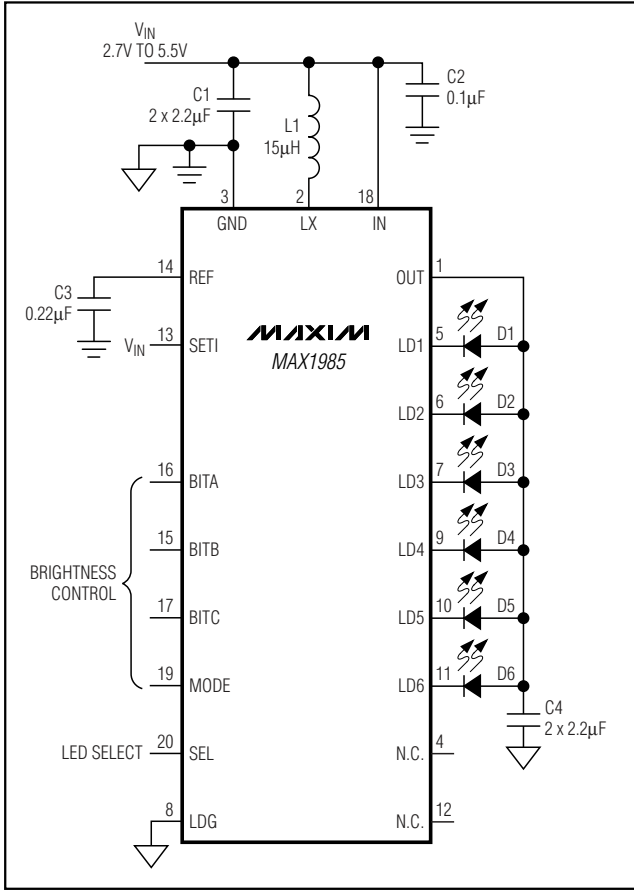 V_IN
2.7V TO 5.5V
C1
2 x 2.2µF
L1
15µH
C2
0.1µF
3
2
18
GND
LX
IN
14
REF
C3
0.22µF
V_IN
13
SETI
MAXIM
MAX1985
OUT
1
LD1
5
D1
LD2
6
D2
LD3
7
D3
LD4
9
D4
LD5
10
D5
LD6
11
D6
BRIGHTNESS
CONTROL
16
BITA
15
BITB
17
BITC
19
MODE
LED SELECT
20
SEL
8
LDG
C4
2 x 2.2µF
N.C.
4
N.C.
12